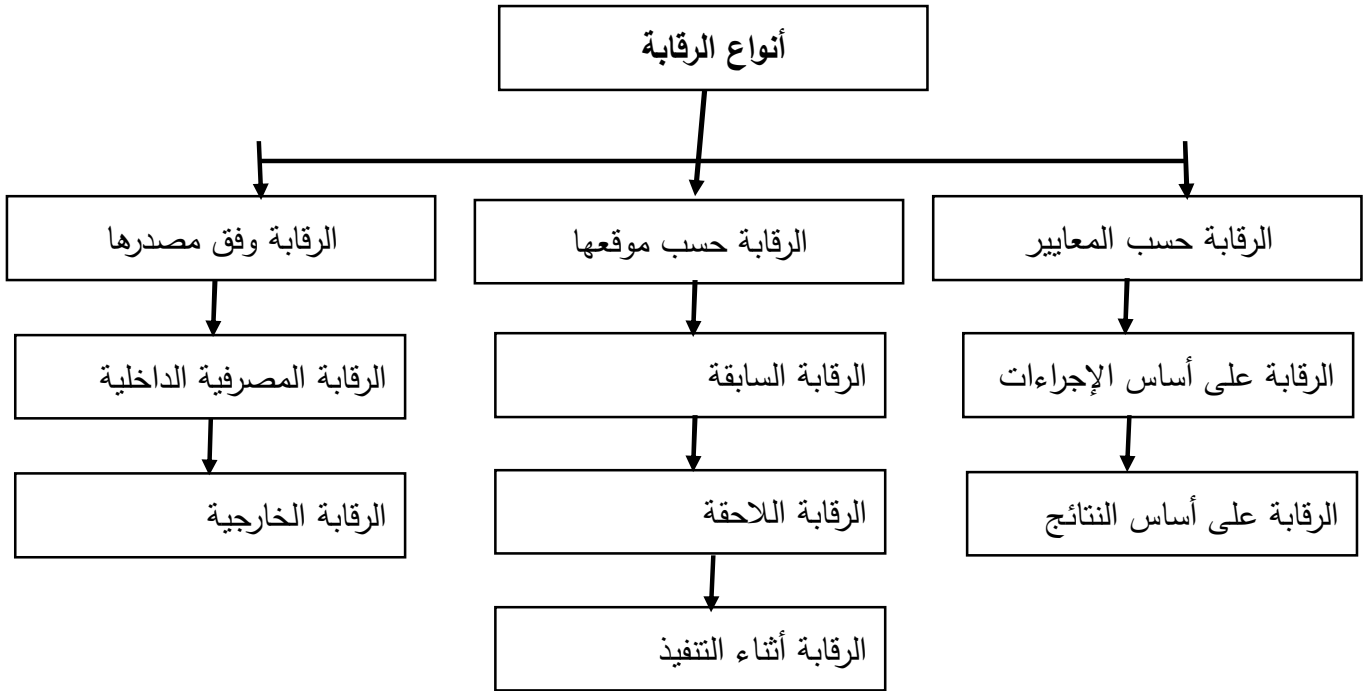 أنواع الرقابة
الرقابة حسب المعايير
الرقابة حسب موقعها
الرقابة وفق مصدرها
الرقابة على أساس الإجراءات
الرقابة السابقة
الرقابة المصرفية الداخلية
الرقابة على أساس النتائج
الرقابة اللاحقة
الرقابة الخارجية
الرقابة أثناء التنفيذ